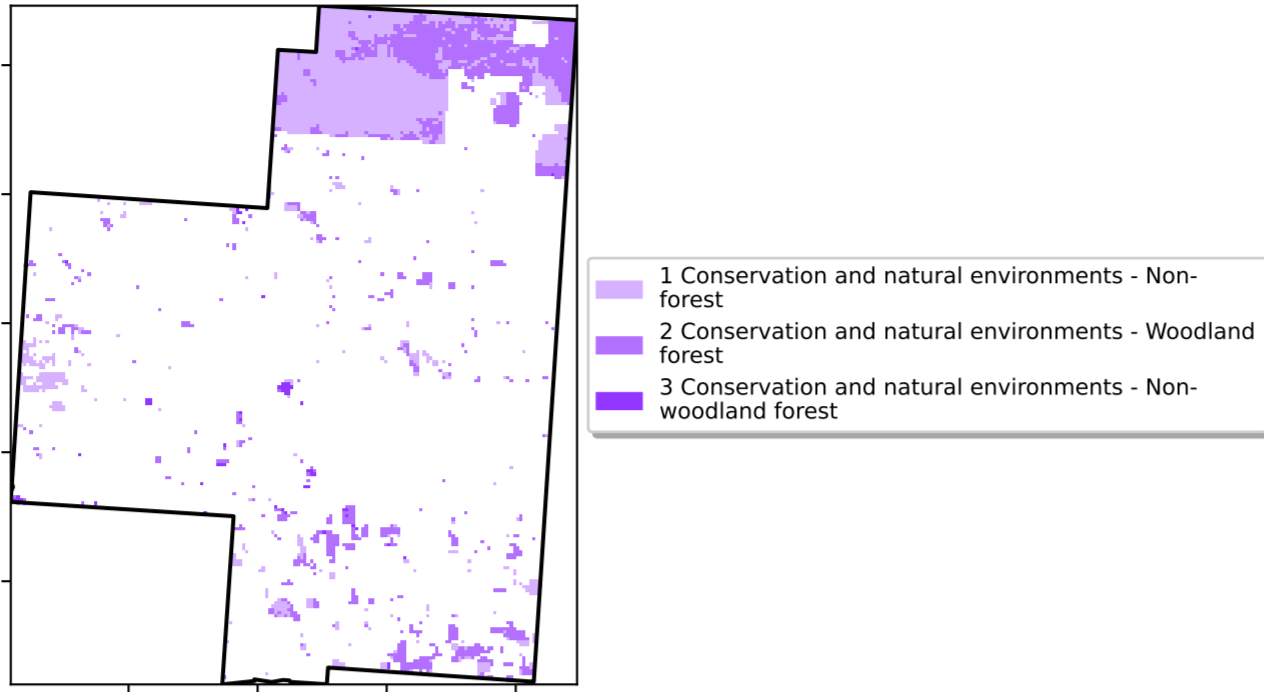 1 Conservation and natural environments - Non-
forest
2 Conservation and natural environments - Woodland
forest
3 Conservation and natural environments - Non-
woodland forest